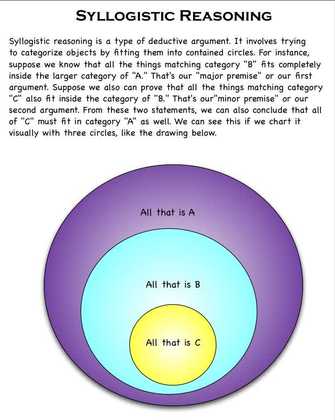 Syllogistic Reasoning
Syllogistic reasoning is a type of deductive argument. It involves trying
to categorize objects by fitting them into contained circles. For instance,
suppose we know that all the things matching category "B" fits completely
inside the larger category of "A." That's our "major premise" or our first
argument. Suppose we also can prove that all the things matching category
"C" also fit inside the category of "B." That's our"minor premise" or our
second argument. From these two statements, we can also conclude that all
of "C" must fit in category "A" as well. We can see this if we chart it
visually with three circles, like the drawing below.
All that is A
All that is B
All that is C